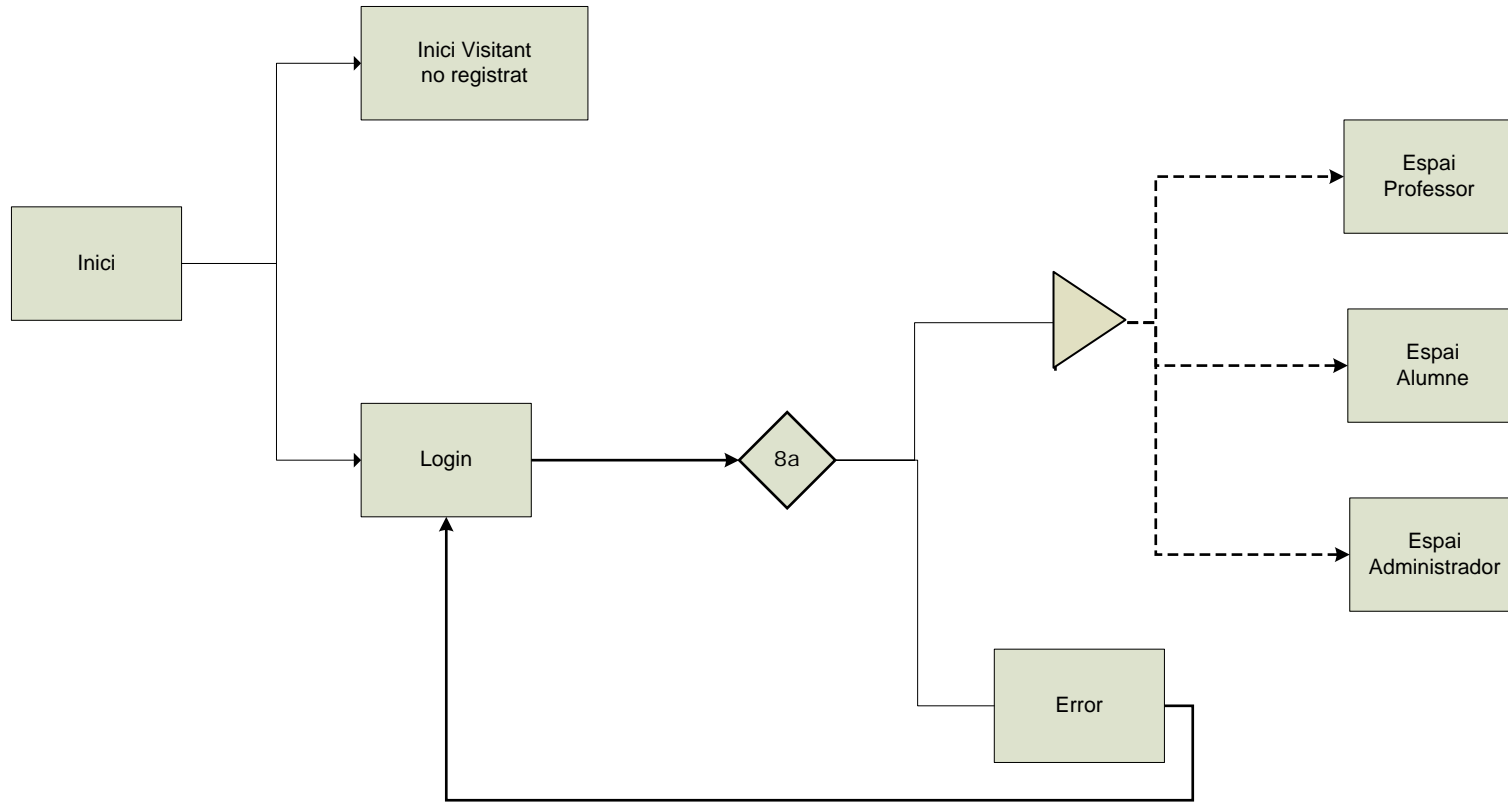 Inici Visitant
no registrat
Inici
Login
8a
Espai
Professor
Espai
Alumne
Espai
Administrador
Error